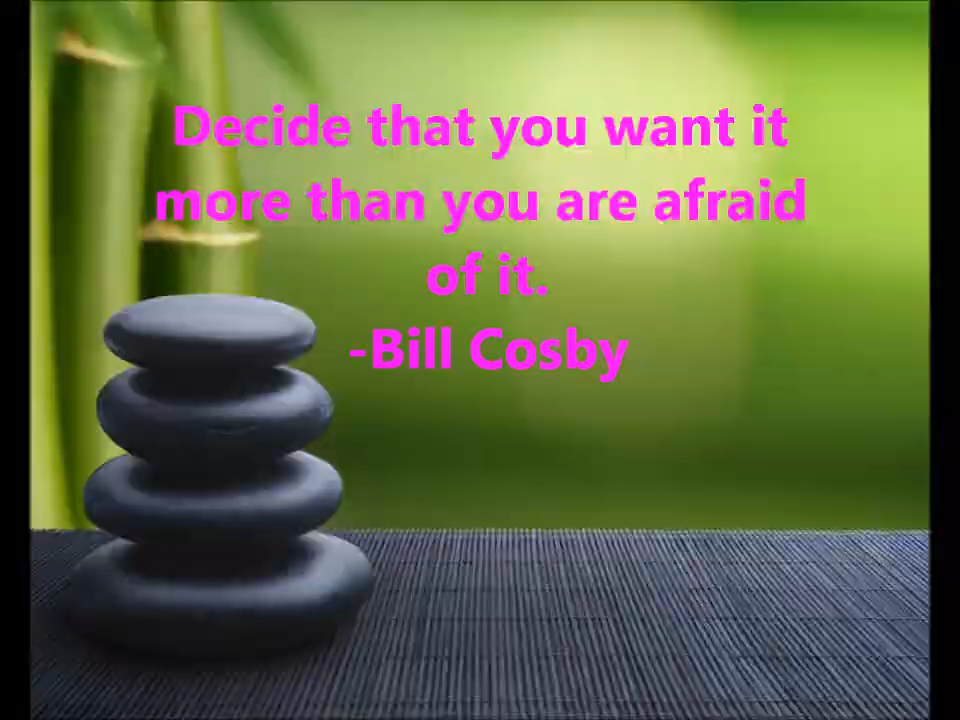 Decide that you want it
more than you are afraid
of it.
-Bill Cosby